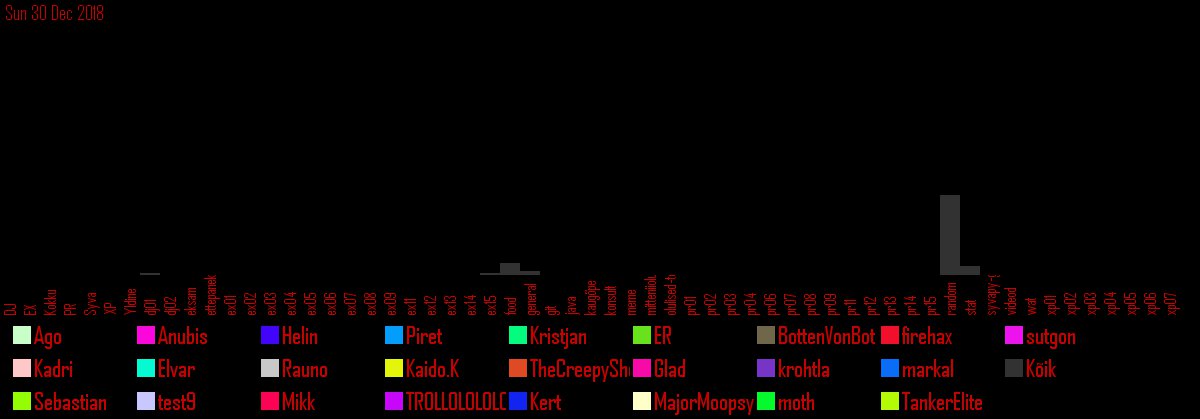 Sun 30 Dec 2018
DJ EX Kokku PR Syva XP Yldine dj01 dj02 eksam ettepanek ex01 ex02 ex03 ex04 ex05 ex06 ex07 ex08 ex09 ex11 ex12 ex13 ex14 ex15 food general git java kaugõpe konsult meme mitteniloll olulised-h pr01 pr02 pr03 pr04 pr06 pr07 pr08 pr09 pr11 pr12 pr13 pr14 pr15 random stat syvapy-g videod wat xp01 xp02 xp03 xp04 xp05 xp06 xp07
Ago Anubis Helin Piret Kristjan ER BottenVonBot firehax sutgon
Kadri Elvar Rauno Kaido.K TheCreepySh Glad krohtla markal Kõik
Sebastian test9 Mikk TROLLOLOLOLO Kert MajorMoopsy moth TankerElite